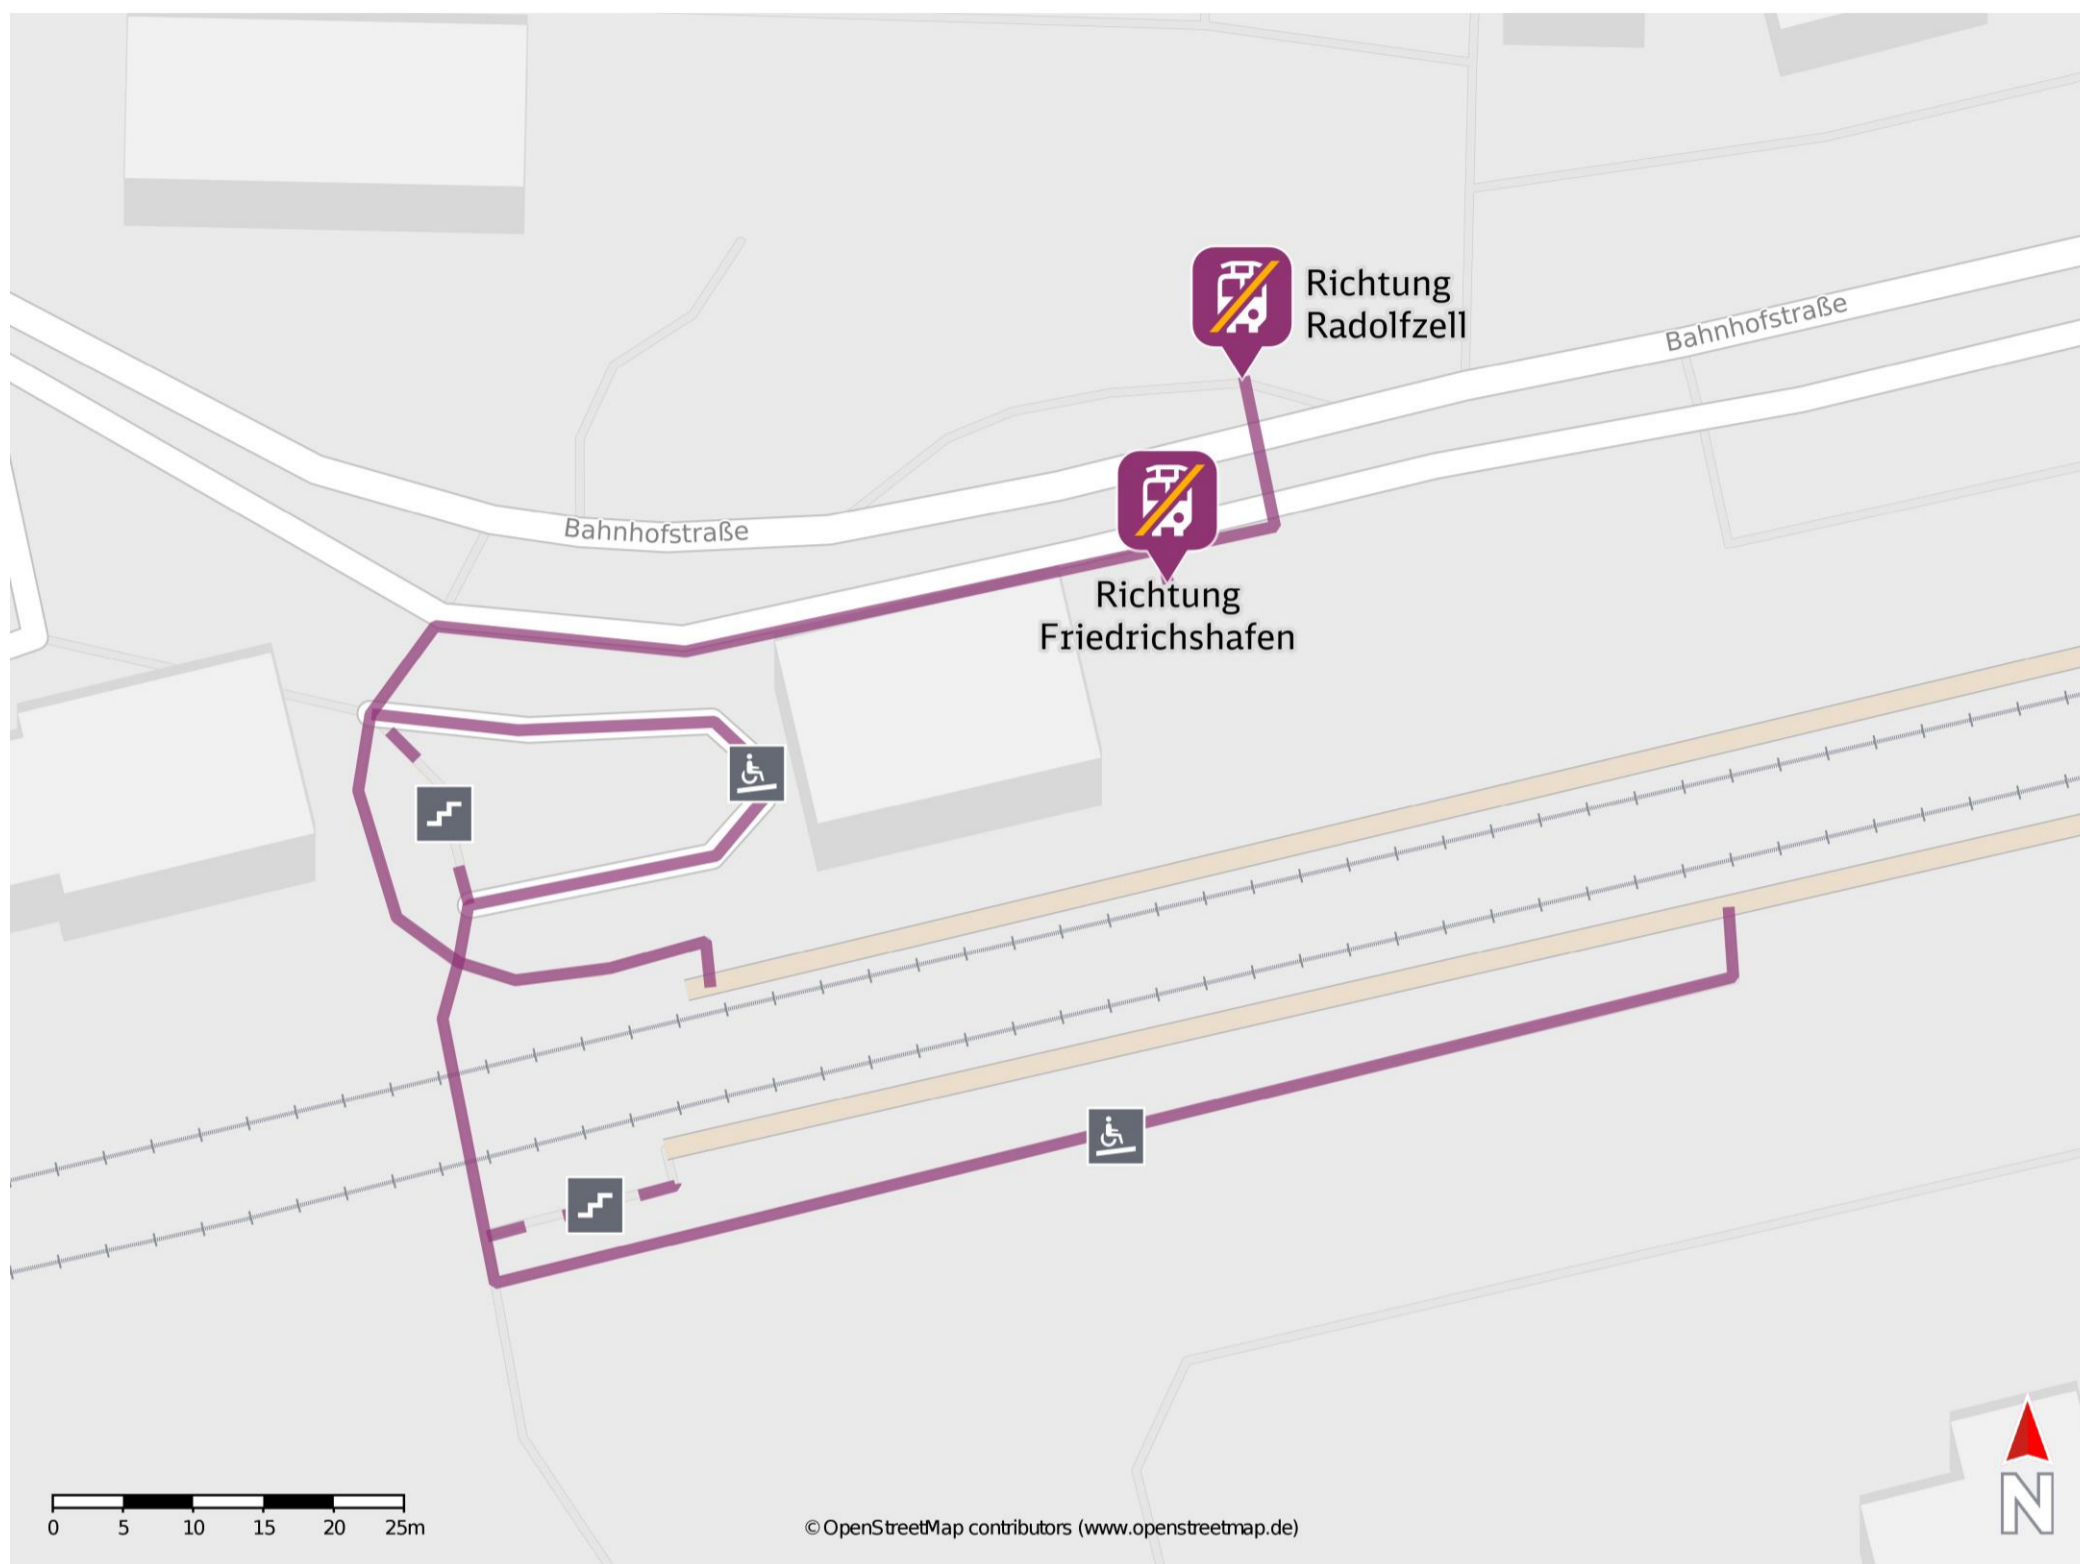 Richtung
Radolfzell
Bahnhofstraße
Bahnhofstraße
Richtung
Friedrichshafen
N
0 5 10 15 20 25m
© OpenStreetMap contributors (www.openstreetmap.de)